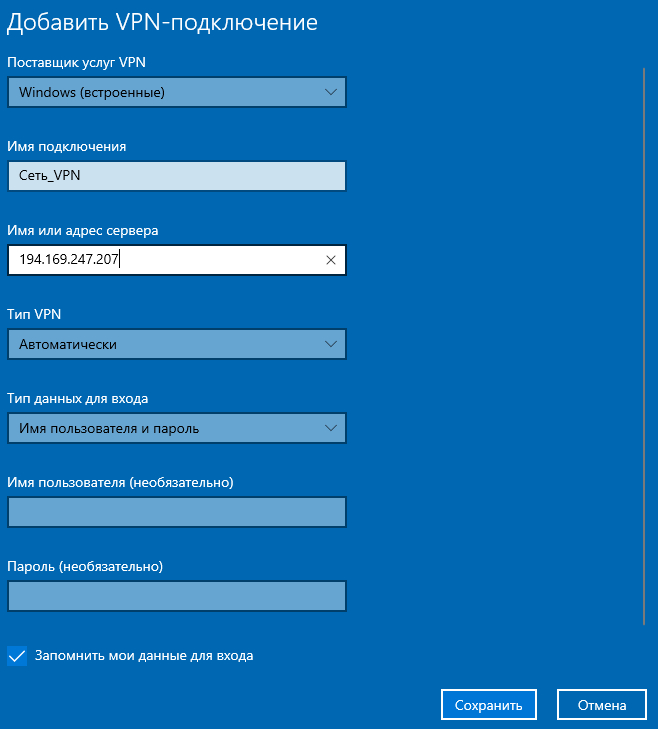 Добавить VPN-подключение
Поставщик услуг VPN
Windows (встроенные)
Имя подключения
Сеть_VPN
Имя или адрес сервера
194.169.247.207
Тип VPN
Автоматически
Тип данных для входа
Имя пользователя и пароль
Имя пользователя (необязательно)
Пароль (необязательно)
Запомнить мои данные для входа
Сохранить
Отмена